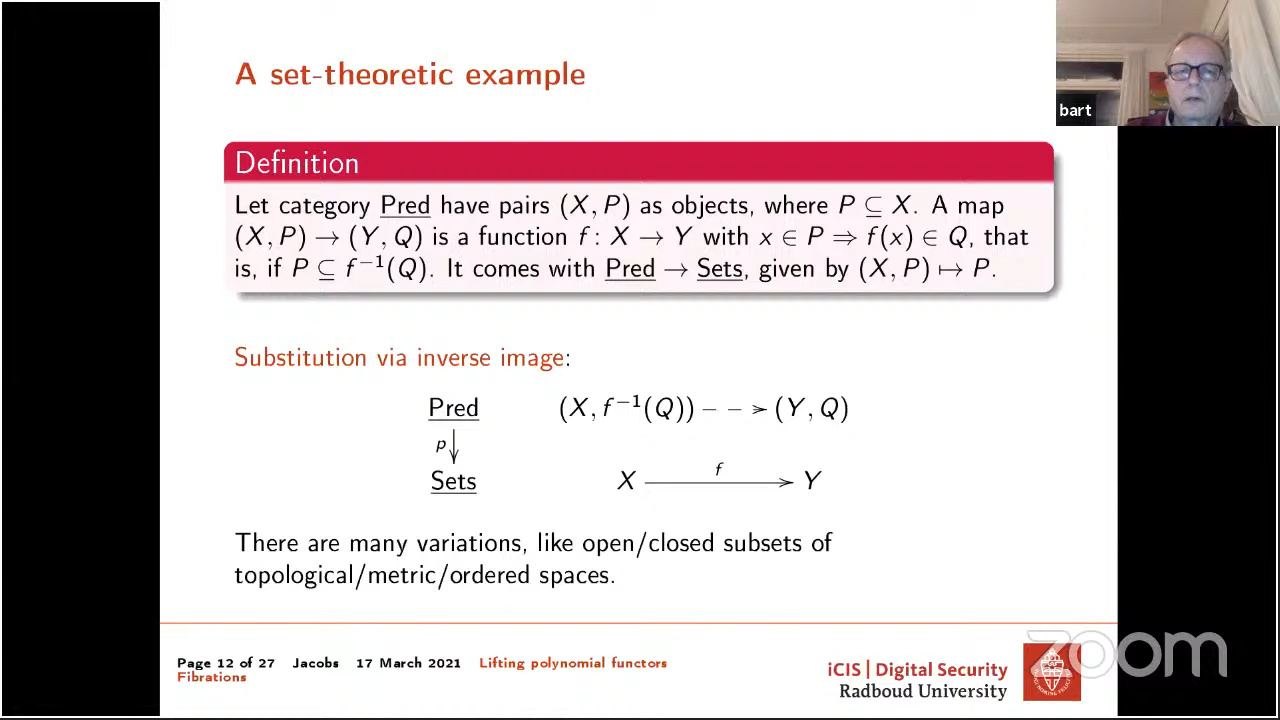 A set-theoretic example
bart
Definition
Let category Pred have pairs (X, P) as objects, where P ⊆ X. A map
(X, P) → (Y, Q) is a function f : X → Y with x ∈ P ⇒ f(x) ∈ Q, that
is, if P ⊆ f⁻¹(Q). It comes with Pred → Sets, given by (X, P) ↦ P.
Substitution via inverse image:
Pred (X, f⁻¹(Q)) – – ➢ (Y, Q)
p
f
Sets X ⟶ Y
There are many variations, like open/closed subsets of
topological/metric/ordered spaces.
Page 12 of 27 Jacobs 17 March 2021 Lifting polynomial functors
Fibrations
iCIS | Digital Security
Radboud University
zoom